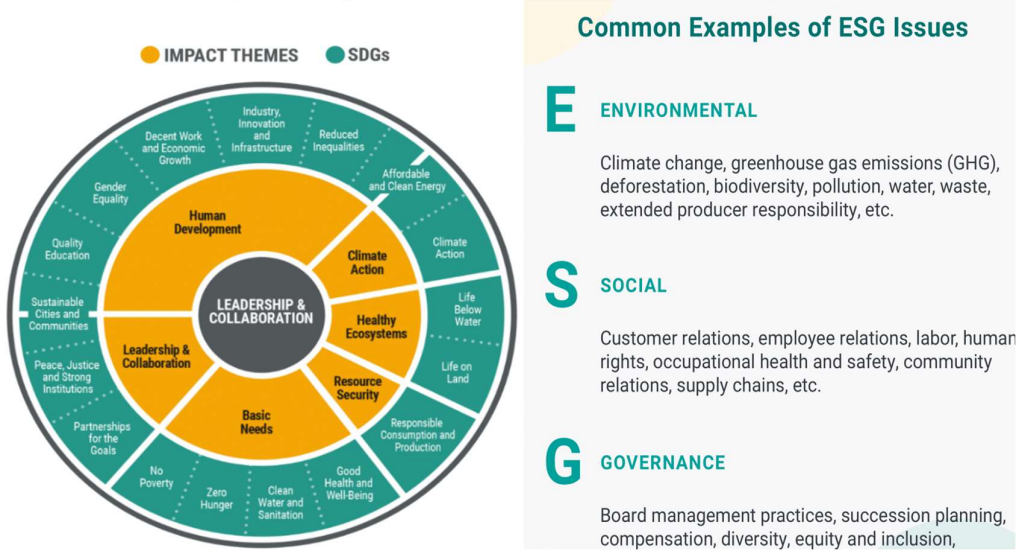 IMPACT THEMES
SDGs
Industry,
Innovation
and
Infrastructure
Reduced
Inequalities
Affordable
and Clean Energy
Climate
Action
Life
Below
Water
Life on
Land
Responsible
Consumption and
Production
Good
Health and
Well-Being
Clean
Water and
Sanitation
Zero
Hunger
No
Poverty
Partnerships
for the
Goals
Peace, Justice
and Strong
Institutions
Sustainable
Cities and
Communities
Quality
Education
Gender
Equality
Decent Work
and Economic
Growth
Human
Development
Climate
Action
Healthy
Ecosystems
Resource
Security
Basic
Needs
Leadership &
Collaboration
LEADERSHIP &
COLLABORATION
Common Examples of ESG Issues
E ENVIRONMENTAL
Climate change, greenhouse gas emissions (GHG),
deforestation, biodiversity, pollution, water, waste,
extended producer responsibility, etc.
S SOCIAL
Customer relations, employee relations, labor, human
rights, occupational health and safety, community
relations, supply chains, etc.
G GOVERNANCE
Board management practices, succession planning,
compensation, diversity, equity and inclusion,